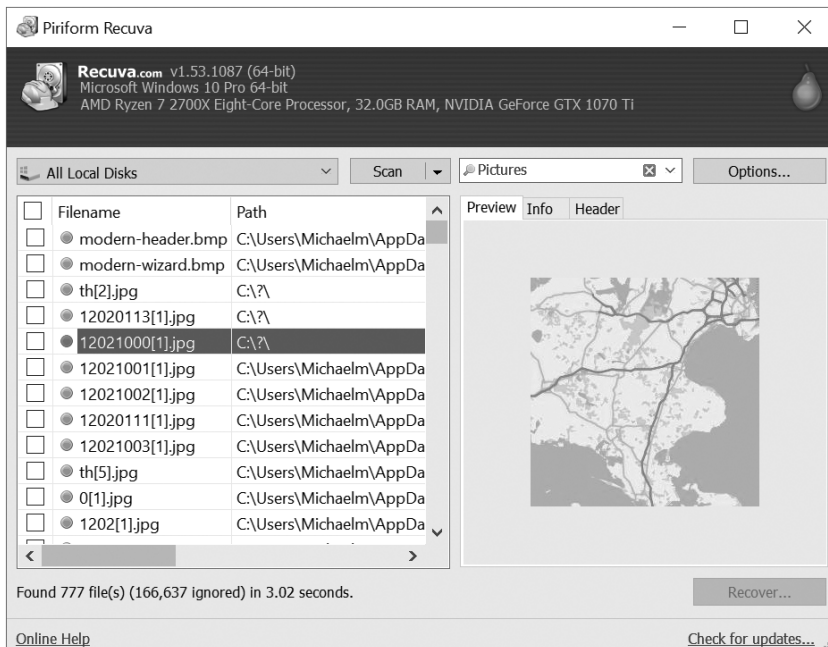 Piriform Recuva
Recuva.com v1.53.1087 (64-bit)
Microsoft Windows 10 Pro 64-bit
AMD Ryzen 7 2700X Eight-Core Processor, 32.0GB RAM, NVIDIA GeForce GTX 1070 Ti
All Local Disks Scan Pictures Options...
Filename Path Preview Info Header
modern-header.bmp C:\Users\Michaelm\AppDa
modern-wizard.bmp C:\Users\Michaelm\AppDa
th[2].jpg C:\?\
12020113[1].jpg C:\?\
12021000[1].jpg C:\?\
12021001[1].jpg C:\Users\Michaelm\AppDa
12021002[1].jpg C:\Users\Michaelm\AppDa
12020111[1].jpg C:\Users\Michaelm\AppDa
12021003[1].jpg C:\Users\Michaelm\AppDa
th[5].jpg C:\Users\Michaelm\AppDa
0[1].jpg C:\Users\Michaelm\AppDa
1202[1].jpg C:\Users\Michaelm\AppDa
Found 777 file(s) (166,637 ignored) in 3.02 seconds. Recover...
Online Help Check for updates...